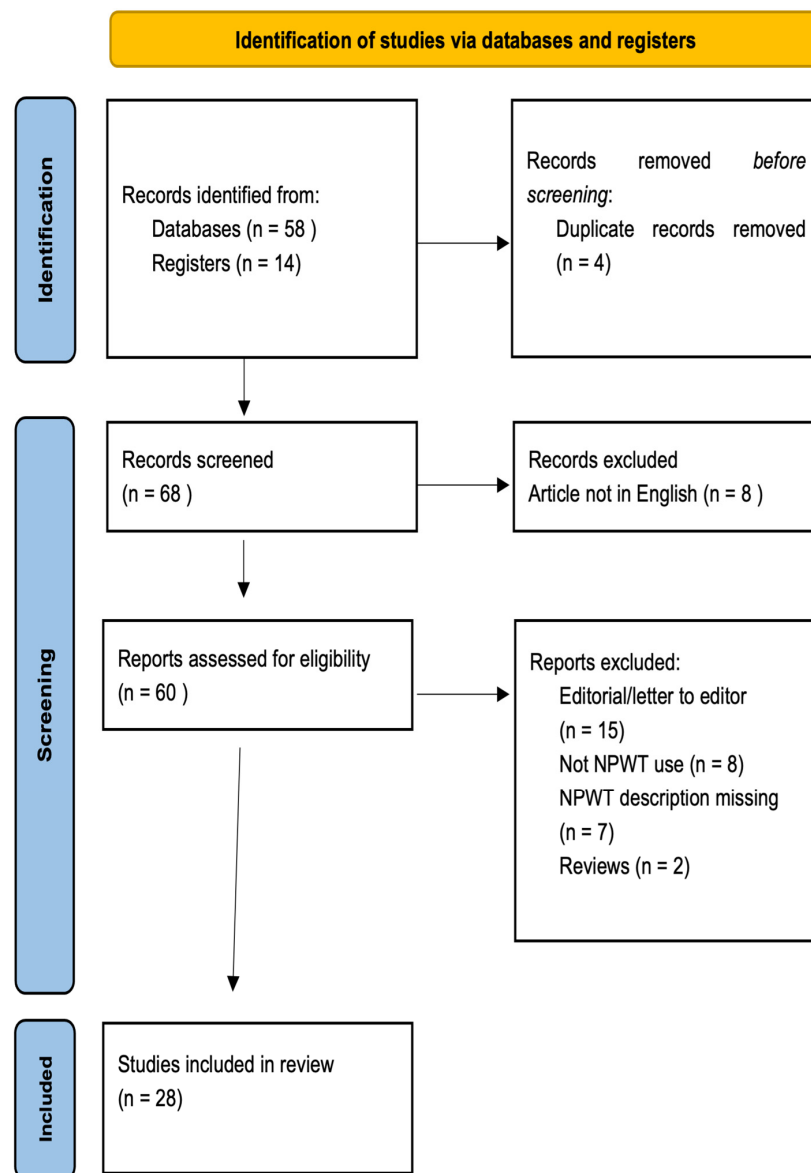 Identification of studies via databases and registers
Identification
Records identified from:
Databases (n = 58 )
Registers (n = 14)
Records removed before
screening:
Duplicate records removed
(n = 4)
Screening
Records screened
(n = 68 )
Records excluded
Article not in English (n = 8 )
Reports assessed for eligibility
(n = 60 )
Reports excluded:
Editorial/letter to editor
(n = 15)
Not NPWT use (n = 8)
NPWT description missing
(n = 7)
Reviews (n = 2)
Included
Studies included in review
(n = 28)